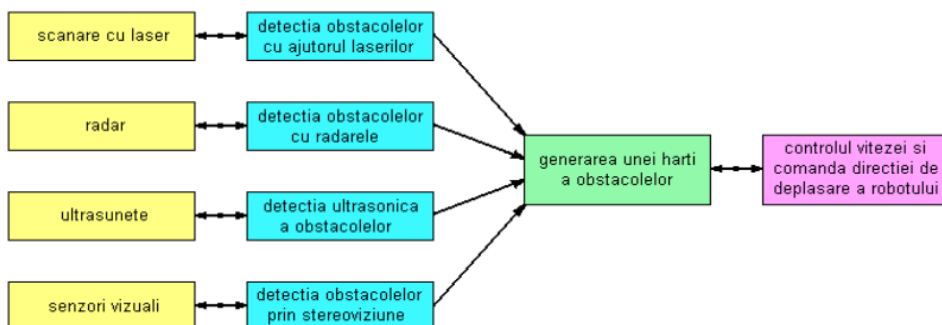 scanare cu laser
detectia obstacolelor
cu ajutorul laserilor
radar
detectia obstacolelor
cu radarele
generarea unei harti
a obstacolelor
controlul vitezei si
comanda directiei de
deplasare a robotului
ultrasunete
detectia ultrasonica
a obstacolelor
senzori vizuali
detectia obstacolelor
prin stereoviziune